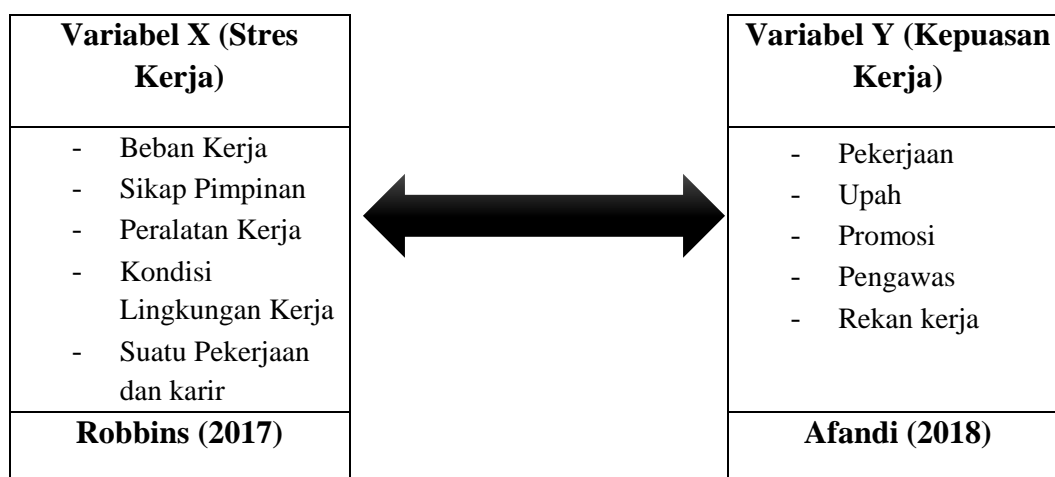 Variabel X (Stres
Kerja)
- Beban Kerja
- Sikap Pimpinan
- Peralatan Kerja
- Kondisi
Lingkungan Kerja
- Suatu Pekerjaan
dan karir
Robbins (2017)
Variabel Y (Kepuasan
Kerja)
- Pekerjaan
- Upah
- Promosi
- Pengawas
- Rekan kerja
Afandi (2018)